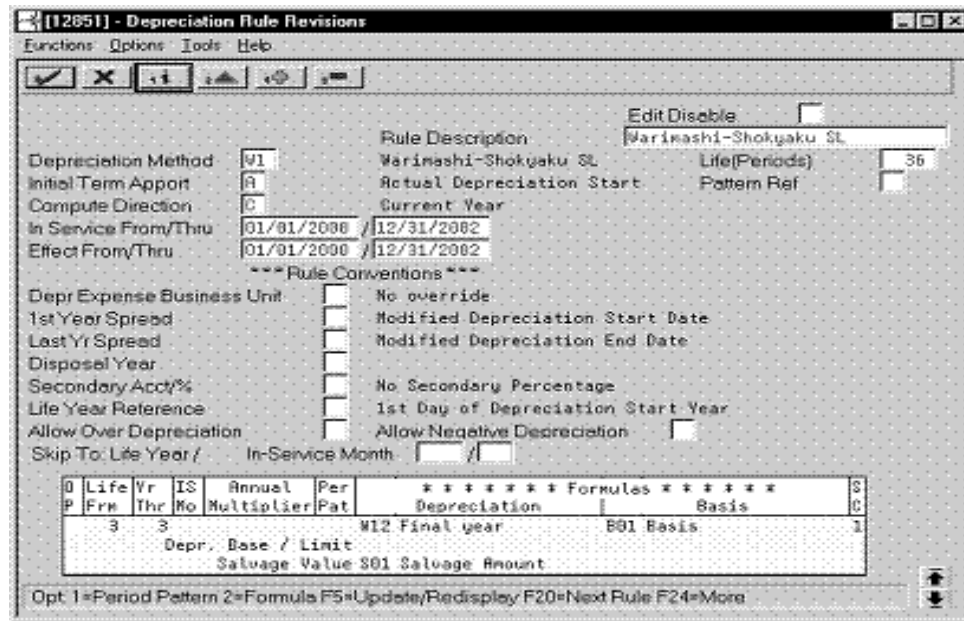 [12851] - Depreciation Rule Revisions
Functions Options Tools Help
Edit Disable
Rule Description Warimashi-Shokyaku SL
Depreciation Method W1 Warimashi-Shokyaku SL Life(Periods) 36
Initial Term Apport A Actual Depreciation Start Pattern Ref
Compute Direction C Current Year
In Service From/Thru 01/01/2000 / 12/31/2002
Effect From/Thru 01/01/2000 / 12/31/2002
***Rule Conventions***
Depr Expense Business Unit No override
1st Year Spread Modified Depreciation Start Date
Last Yr Spread Modified Depreciation End Date
Disposal Year
Secondary Acct/% No Secondary Percentage
Life Year Reference 1st Day of Depreciation Start Year
Allow Over Depreciation Allow Negative Depreciation
Skip To: Life Year / In-Service Month /
O Life Yr IS Annual Per * * * * * * * Formulas * * * * * * S
P Frm Thr Mo Multiplier Pat Depreciation Basis C
3 3 W12 Final year B01 Basis 1
Depr. Base / Limit
Salvage Value S01 Salvage Amount
Opt: 1=Period Pattern 2=Formula F5=Update/Redisplay F20=Next Rule F24=More